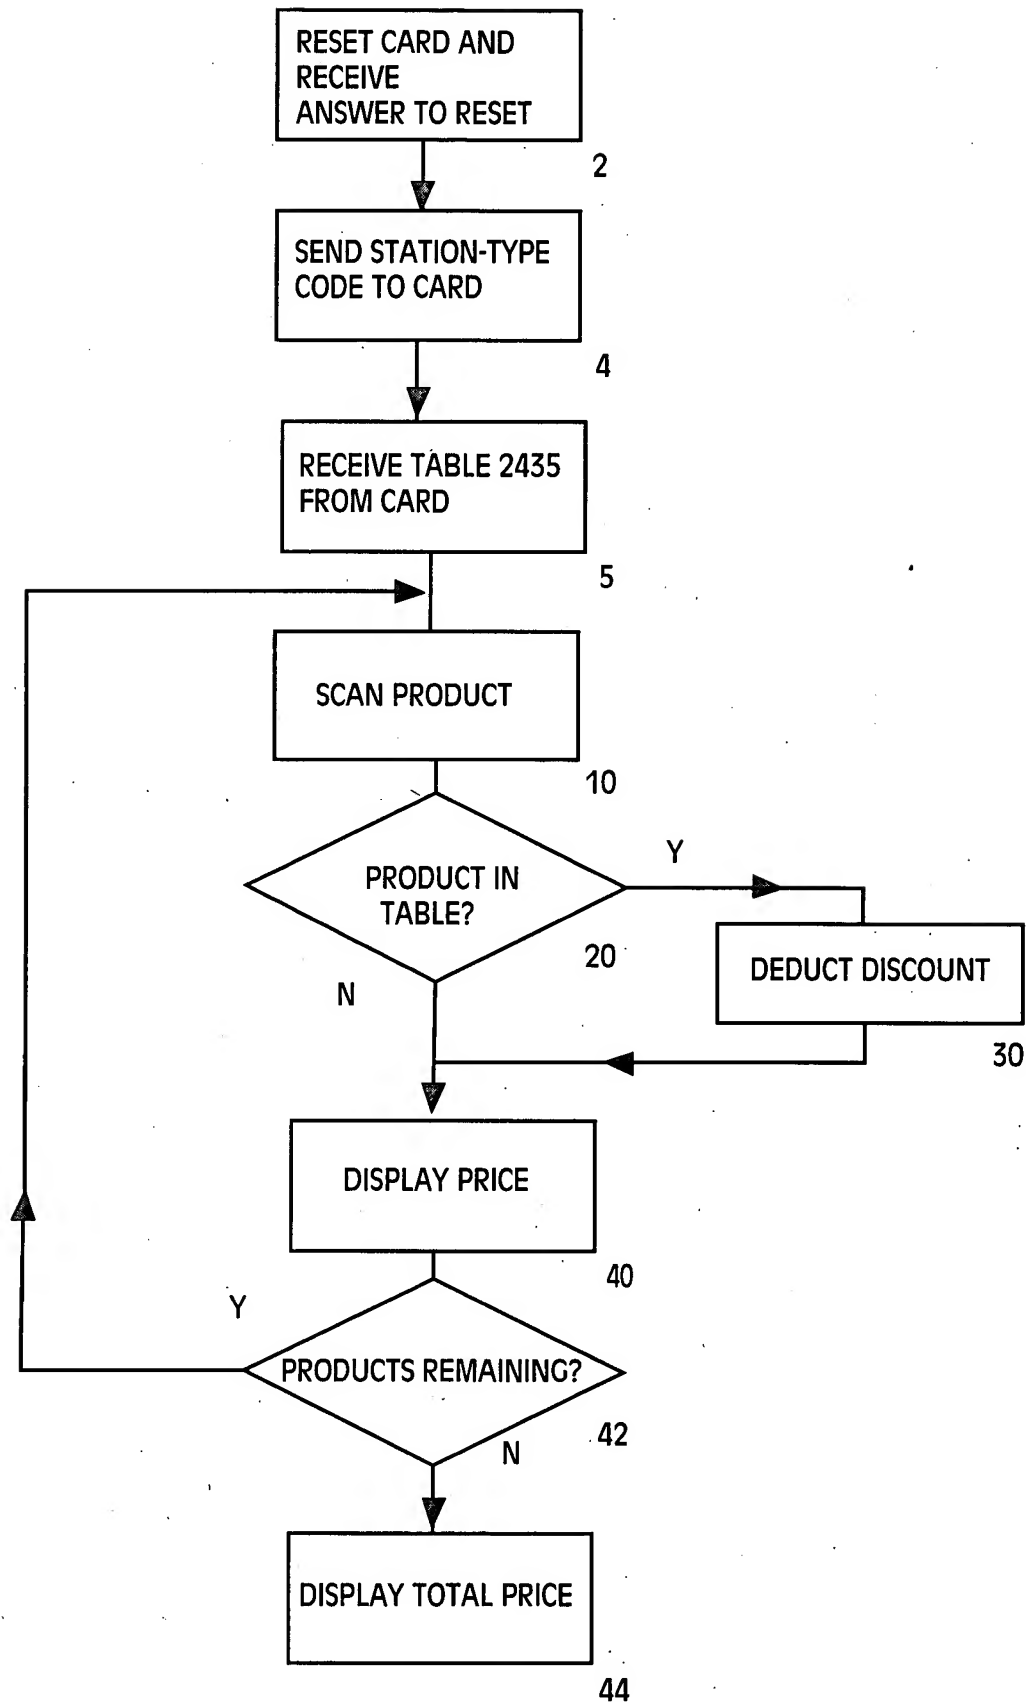 RESET CARD AND
RECEIVE
ANSWER TO RESET
2
SEND STATION-TYPE
CODE TO CARD
4
RECEIVE TABLE 2435
FROM CARD
5
SCAN PRODUCT
10
PRODUCT IN
TABLE?
Y
20
N
DEDUCT DISCOUNT
30
DISPLAY PRICE
40
Y
PRODUCTS REMAINING?
42
N
DISPLAY TOTAL PRICE
44